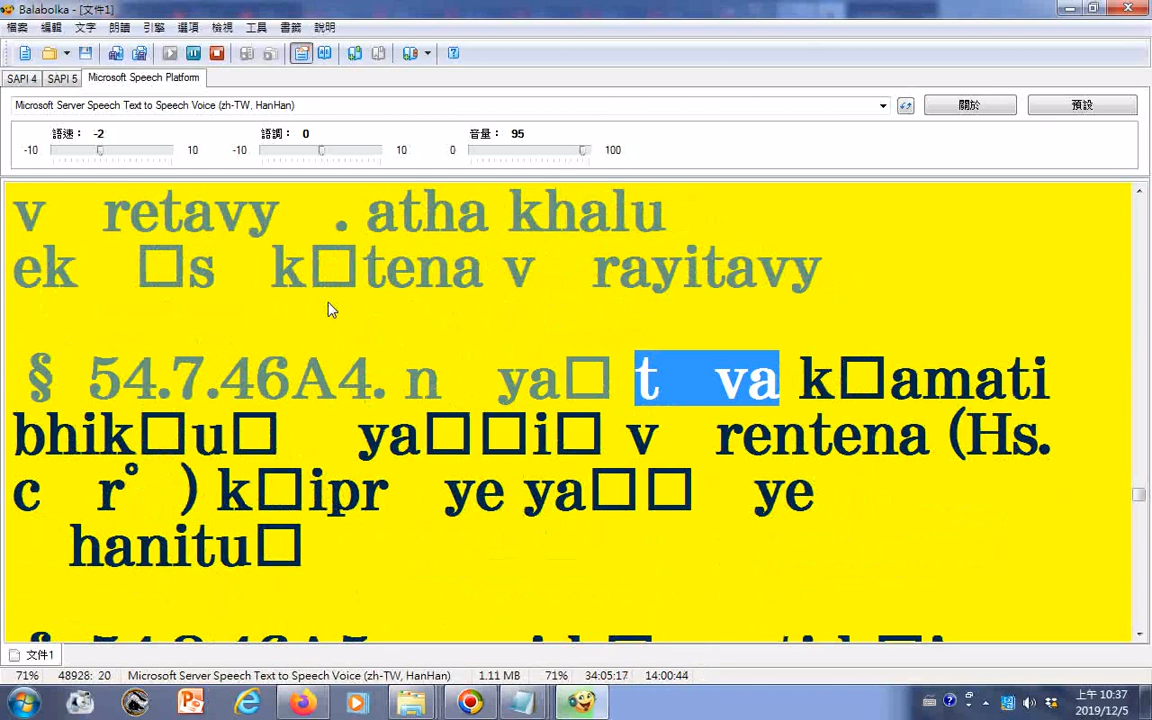 Balabolka - [文件1]
檔案 編輯 文字 朗讀 引擎 選項 檢視 工具 書籤 說明
SAPI 4 SAPI 5 Microsoft Speech Platform
Microsoft Server Speech Text to Speech Voice (zh-TW, HanHan) 關於 預設
語速： -2 語調： 0 音量： 95
-10 10 -10 10 0 100
v　retavy　. atha khalu
ek　□s　k□tena v　rayitavy
§ 54.7.46A4. n　ya□ t　va k□amati
bhik□u□　ya□□i□ v　rentena (Hs.
c　r° ) k□ipr　ye ya□□　ye
hanitu□
文件1
71% 48928: 20 Microsoft Server Speech Text to Speech Voice (zh-TW, HanHan) 1.11 MB 71% 34:05:17 14:00:44
上午 10:37
2019/12/5